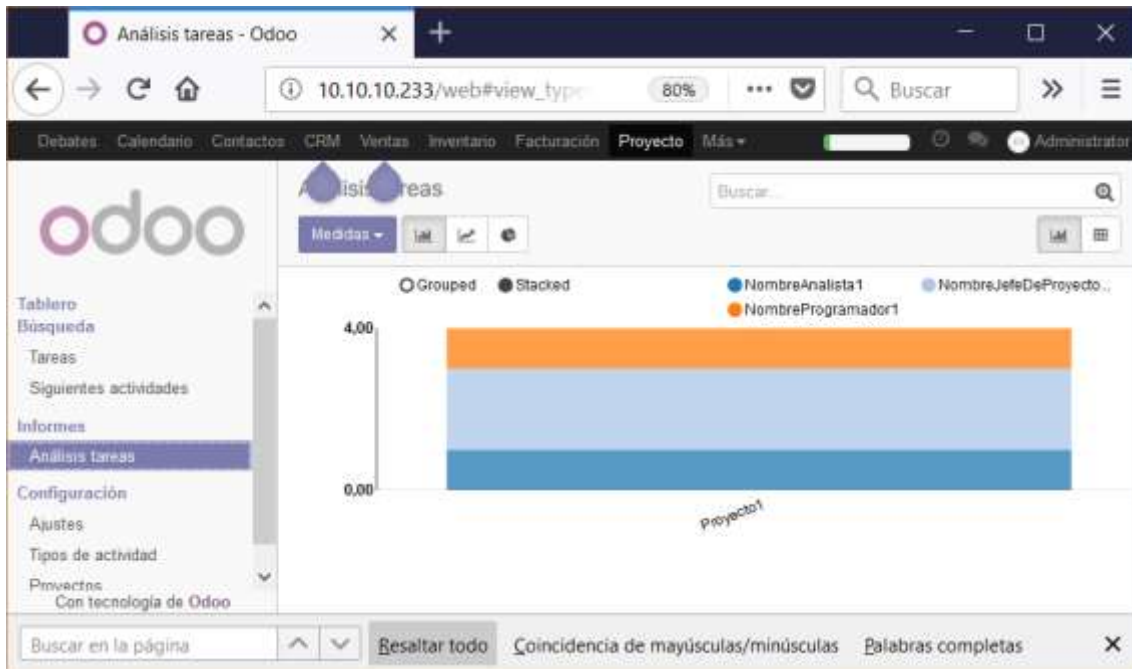 Análisis tareas - Odoo
10.10.10.233/web#view_type
80%
Buscar
Debates Calendario Contactos CRM Ventas Inventario Facturación Proyecto Más Administrator
tareas
Buscar...
odoo
Medidas
Grouped Stacked NombreAnalista1 NombreJefeDeProyecto...
NombreProgramador1
Tablero
Búsqueda
4,00
Tareas
Siguientes actividades
Informes
Análisis tareas
Configuración
0,00
Proyecto1
Ajustes
Tipos de actividad
Proyectos
Con tecnología de Odoo
Buscar en la página Resaltar todo Coincidencia de mayúsculas/minúsculas Palabras completas